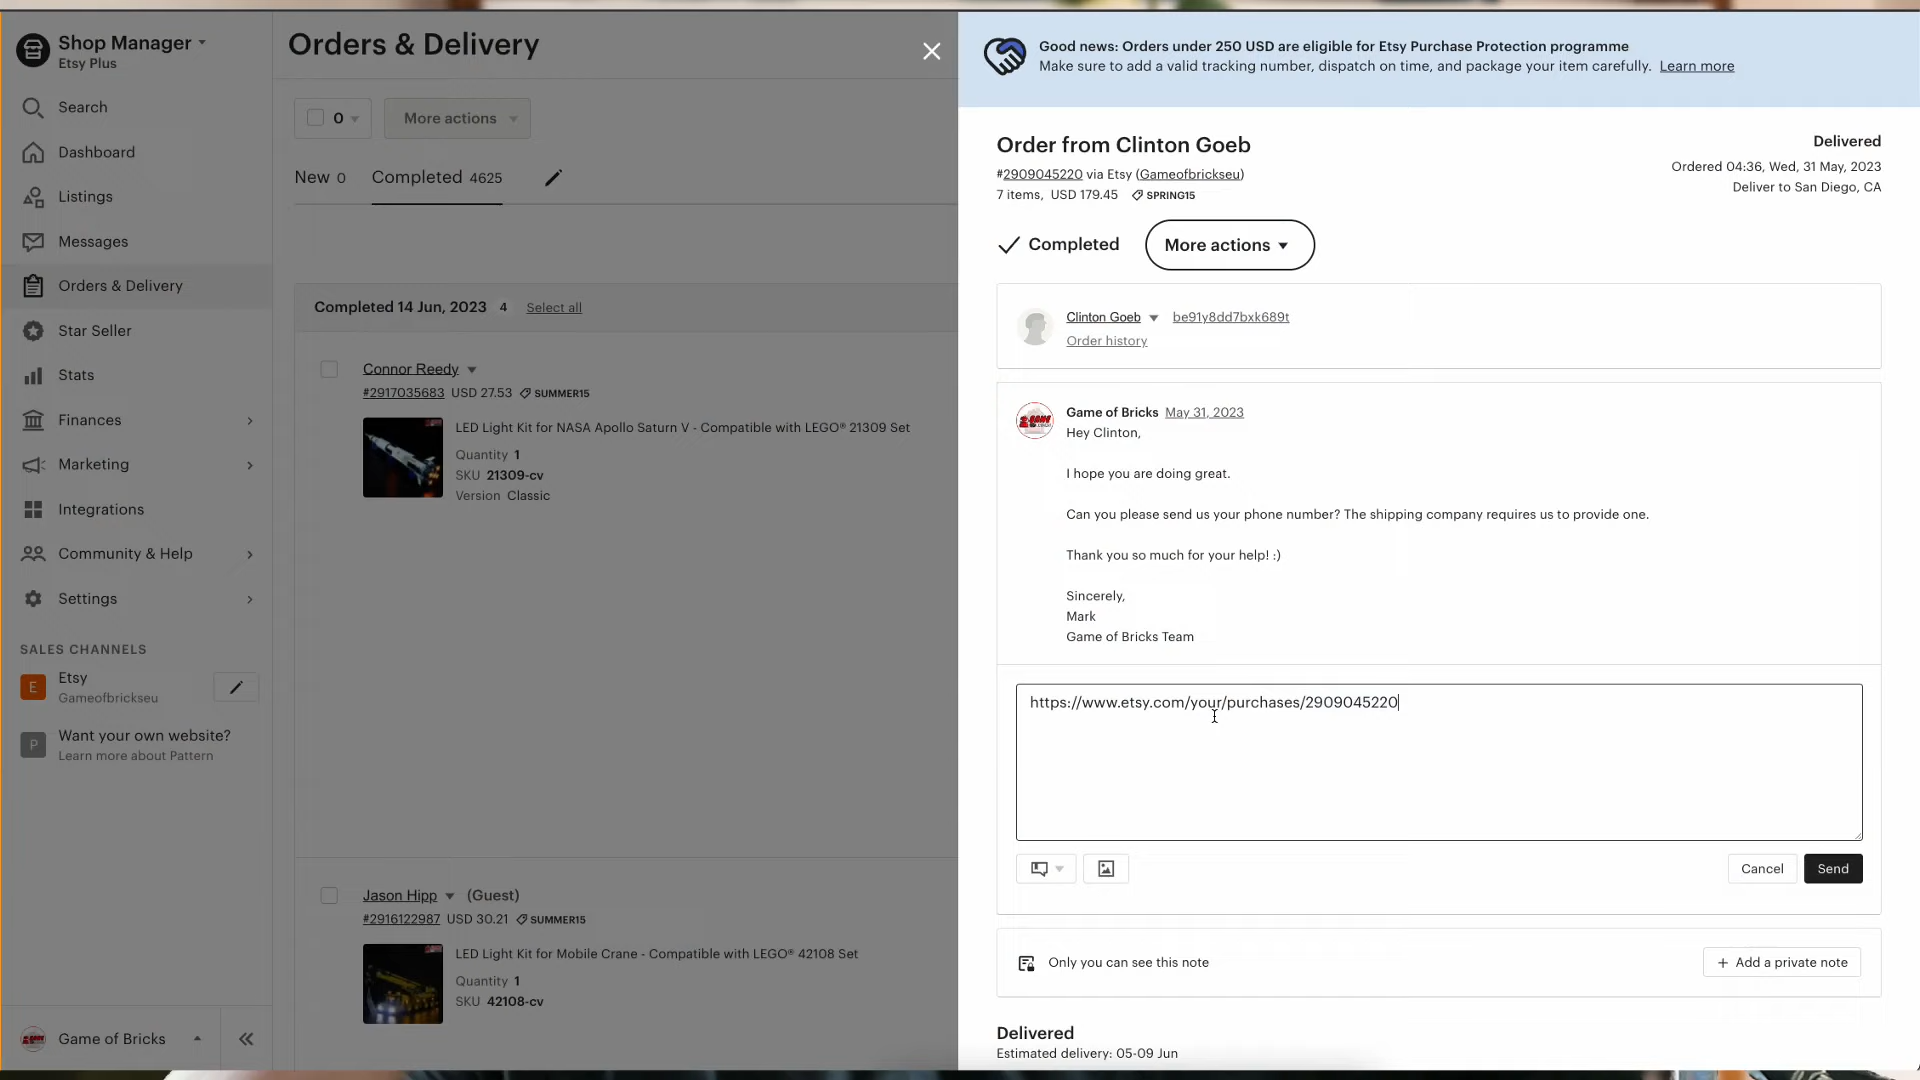 Shop Manager
Etsy Plus
Search
Dashboard
Listings
Messages
Orders & Delivery
Star Seller
Stats
Finances
Marketing
Integrations
Community & Help
Settings
SALES CHANNELS
E
Etsy
Gameofbrickseu
P
Want your own website?
Learn more about Pattern
Game of Bricks
Orders & Delivery
0
More actions
New 0
Completed 4625
Completed 14 Jun, 2023 4 Select all
Connor Reedy
#2917035683 USD 27.53 SUMMER15
LED Light Kit for NASA Apollo Saturn V - Compatible with LEGO® 21309 Set
Quantity 1
SKU 21309-cv
Version Classic
Jason Hipp (Guest)
#2916122987 USD 30.21 SUMMER15
LED Light Kit for Mobile Crane - Compatible with LEGO® 42108 Set
Quantity 1
SKU 42108-cv
Good news: Orders under 250 USD are eligible for Etsy Purchase Protection programme
Make sure to add a valid tracking number, dispatch on time, and package your item carefully. Learn more
Order from Clinton Goeb
#2909045220 via Etsy (Gameofbrickseu)
7 items, USD 179.45 SPRING15
Delivered
Ordered 04:36, Wed, 31 May, 2023
Deliver to San Diego, CA
Completed
More actions
Clinton Goeb be91y8dd7bxk689t
Order history
Game of Bricks May 31, 2023
Hey Clinton,
I hope you are doing great.
Can you please send us your phone number? The shipping company requires us to provide one.
Thank you so much for your help! :)
Sincerely,
Mark
Game of Bricks Team
https://www.etsy.com/your/purchases/2909045220
Cancel
Send
Only you can see this note
+ Add a private note
Delivered
Estimated delivery: 05-09 Jun